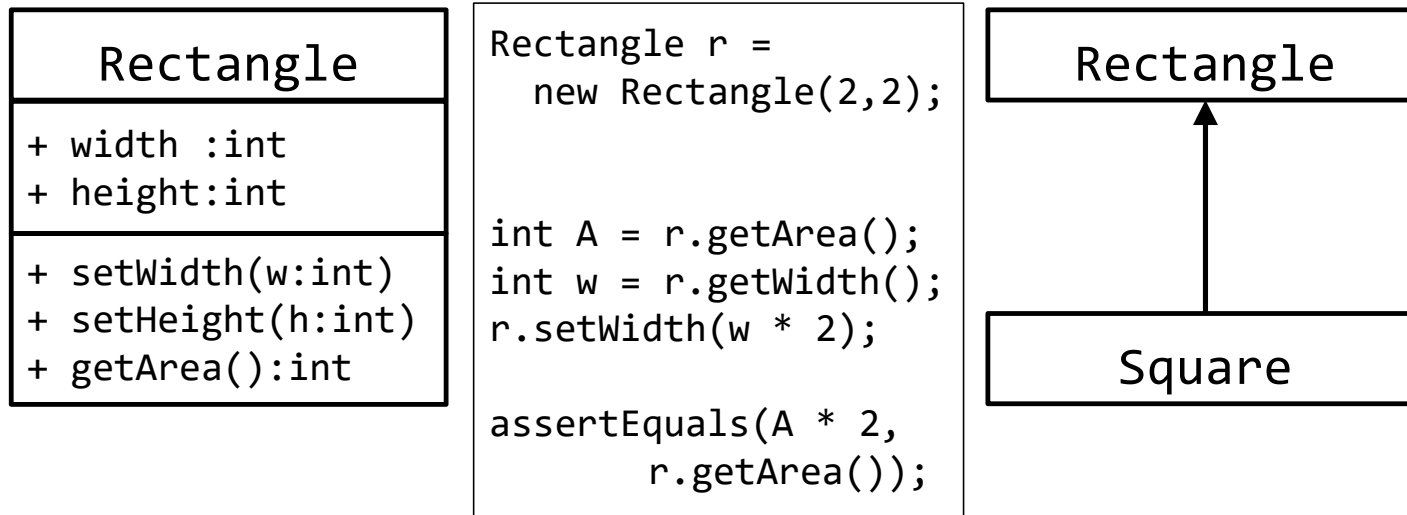 Rectangle
+ width :int
+ height:int
+ setWidth(w:int)
+ setHeight(h:int)
+ getArea():int
Rectangle r =
  new Rectangle(2,2);
int A = r.getArea();
int w = r.getWidth();
r.setWidth(w * 2);
assertEquals(A * 2,
        r.getArea());
Rectangle
Square